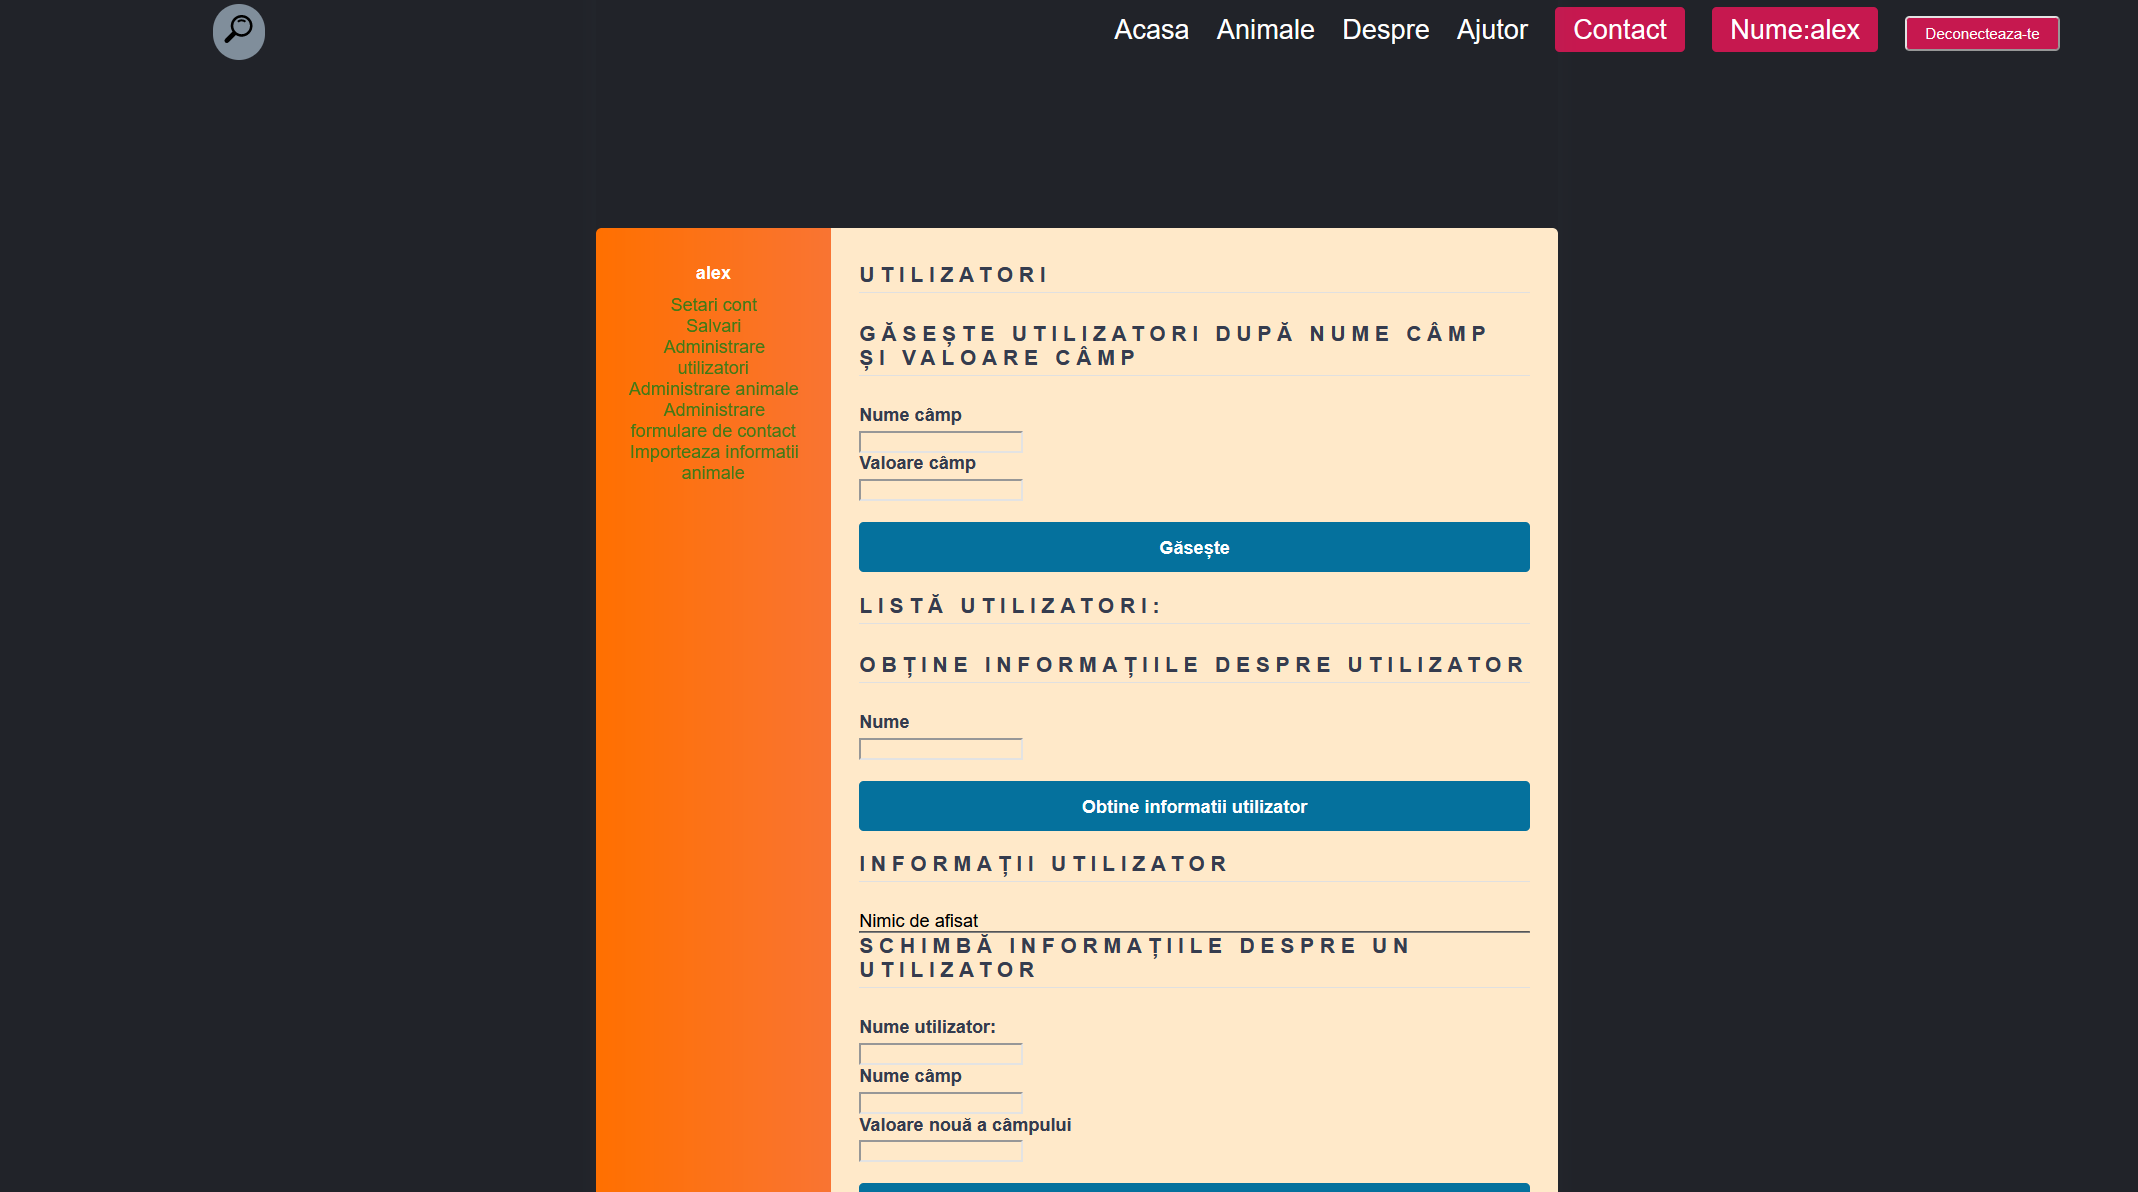 Acasa Animale Despre Ajutor Contact Nume:alex Deconecteaza-te
alex
Setari cont
Salvari
Administrare
utilizatori
Administrare animale
Administrare
formulare de contact
Importeaza informatii
animale
UTILIZATORI
GĂSEȘTE UTILIZATORI DUPĂ NUME CÂMP
ȘI VALOARE CÂMP
Nume câmp
Valoare câmp
Găsește
LISTĂ UTILIZATORI:
OBȚINE INFORMAȚIILE DESPRE UTILIZATOR
Nume
Obtine informatii utilizator
INFORMAȚII UTILIZATOR
Nimic de afisat
SCHIMBĂ INFORMAȚIILE DESPRE UN
UTILIZATOR
Nume utilizator:
Nume câmp
Valoare nouă a câmpului